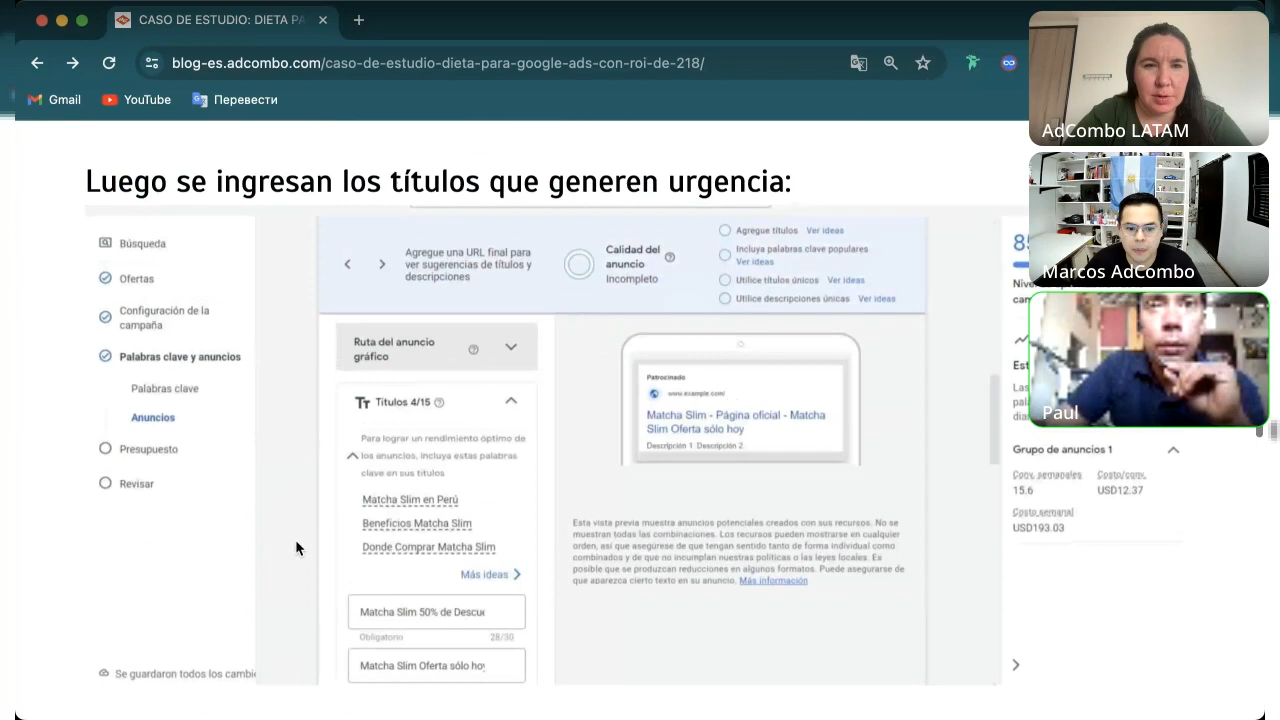 CASO DE ESTUDIO: DIETA PA
blog-es.adcombo.com/caso-de-estudio-dieta-para-google-ads-con-roi-de-218/
Gmail
YouTube
Перевести
AdCombo LATAM
Marcos AdCombo
Paul
Luego se ingresan los títulos que generen urgencia:
Búsqueda
Ofertas
Configuración de la
campaña
Palabras clave y anuncios
Palabras clave
Anuncios
Presupuesto
Revisar
Se guardaron todos los cambi
Agregue una URL final para
ver sugerencias de títulos y
descripciones
Calidad del
anuncio
Incompleto
Agregue títulos Ver ideas
Incluya palabras clave populares
Ver ideas
Utilice títulos únicos Ver ideas
Utilice descripciones únicas Ver ideas
Ruta del anuncio
gráfico
Tt Títulos 4/15
Para lograr un rendimiento óptimo de
los anuncios, incluya estas palabras
clave en sus títulos
Matcha Slim en Perú
Beneficios Matcha Slim
Donde Comprar Matcha Slim
Más ideas
Matcha Slim 50% de Descue
Obligatorio 28/30
Matcha Slim Oferta sólo hoy
Patrocinado
www.example.com/
Matcha Slim - Página oficial - Matcha
Slim Oferta sólo hoy
Descripción 1 Descripción 2
Esta vista previa muestra anuncios potenciales creados con sus recursos. No se
muestran todas las combinaciones. Los recursos pueden mostrarse en cualquier
orden, así que asegúrese de que tengan sentido tanto de forma individual como
combinados y de que no incumplan nuestras políticas o las leyes locales. Es
posible que se produzcan reducciones en algunos formatos. Puede asegurarse de
que aparezca cierto texto en su anuncio. Más información
Grupo de anuncios 1
Conv. semanales Costo/conv.
15.6 USD12.37
Costo semanal
USD193.03